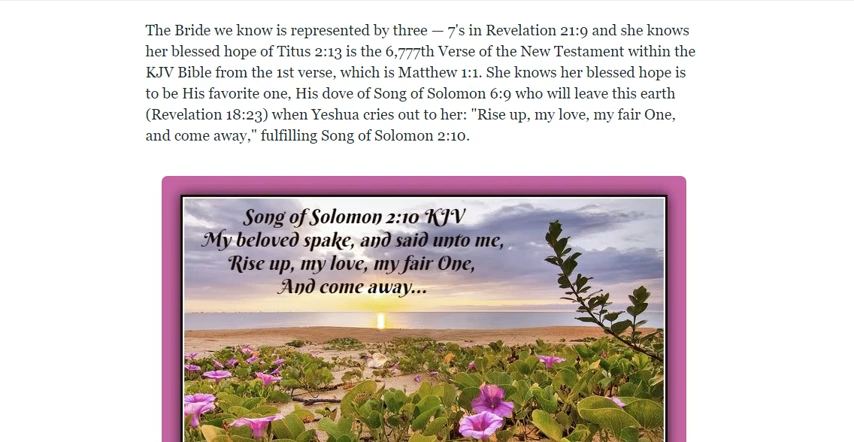 The Bride we know is represented by three — 7's in Revelation 21:9 and she knows
her blessed hope of Titus 2:13 is the 6,777th Verse of the New Testament within the
KJV Bible from the 1st verse, which is Matthew 1:1. She knows her blessed hope is
to be His favorite one, His dove of Song of Solomon 6:9 who will leave this earth
(Revelation 18:23) when Yeshua cries out to her: "Rise up, my love, my fair One,
and come away," fulfilling Song of Solomon 2:10.
Song of Solomon 2:10 KJV
My beloved spake, and said unto me,
Rise up, my love, my fair One,
And come away...